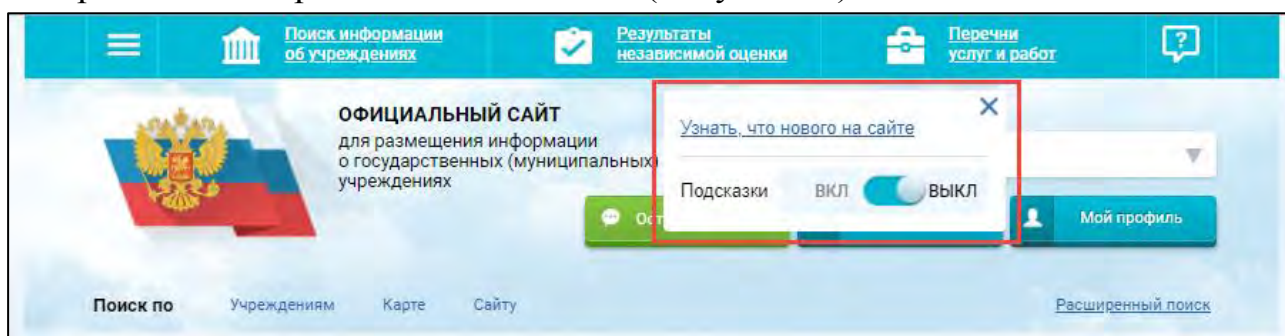 Поиск информации
об учреждениях
Результаты
независимой оценки
Перечни
услуг и работ
?
ОФИЦИАЛЬНЫЙ САЙТ
для размещения информации
о государственных (муниципальных)
учреждениях
Узнать, что нового на сайте
Подсказки ВКЛ ВЫКЛ
Мой профиль
Поиск по Учреждениям Карте Сайту
Расширенный поиск